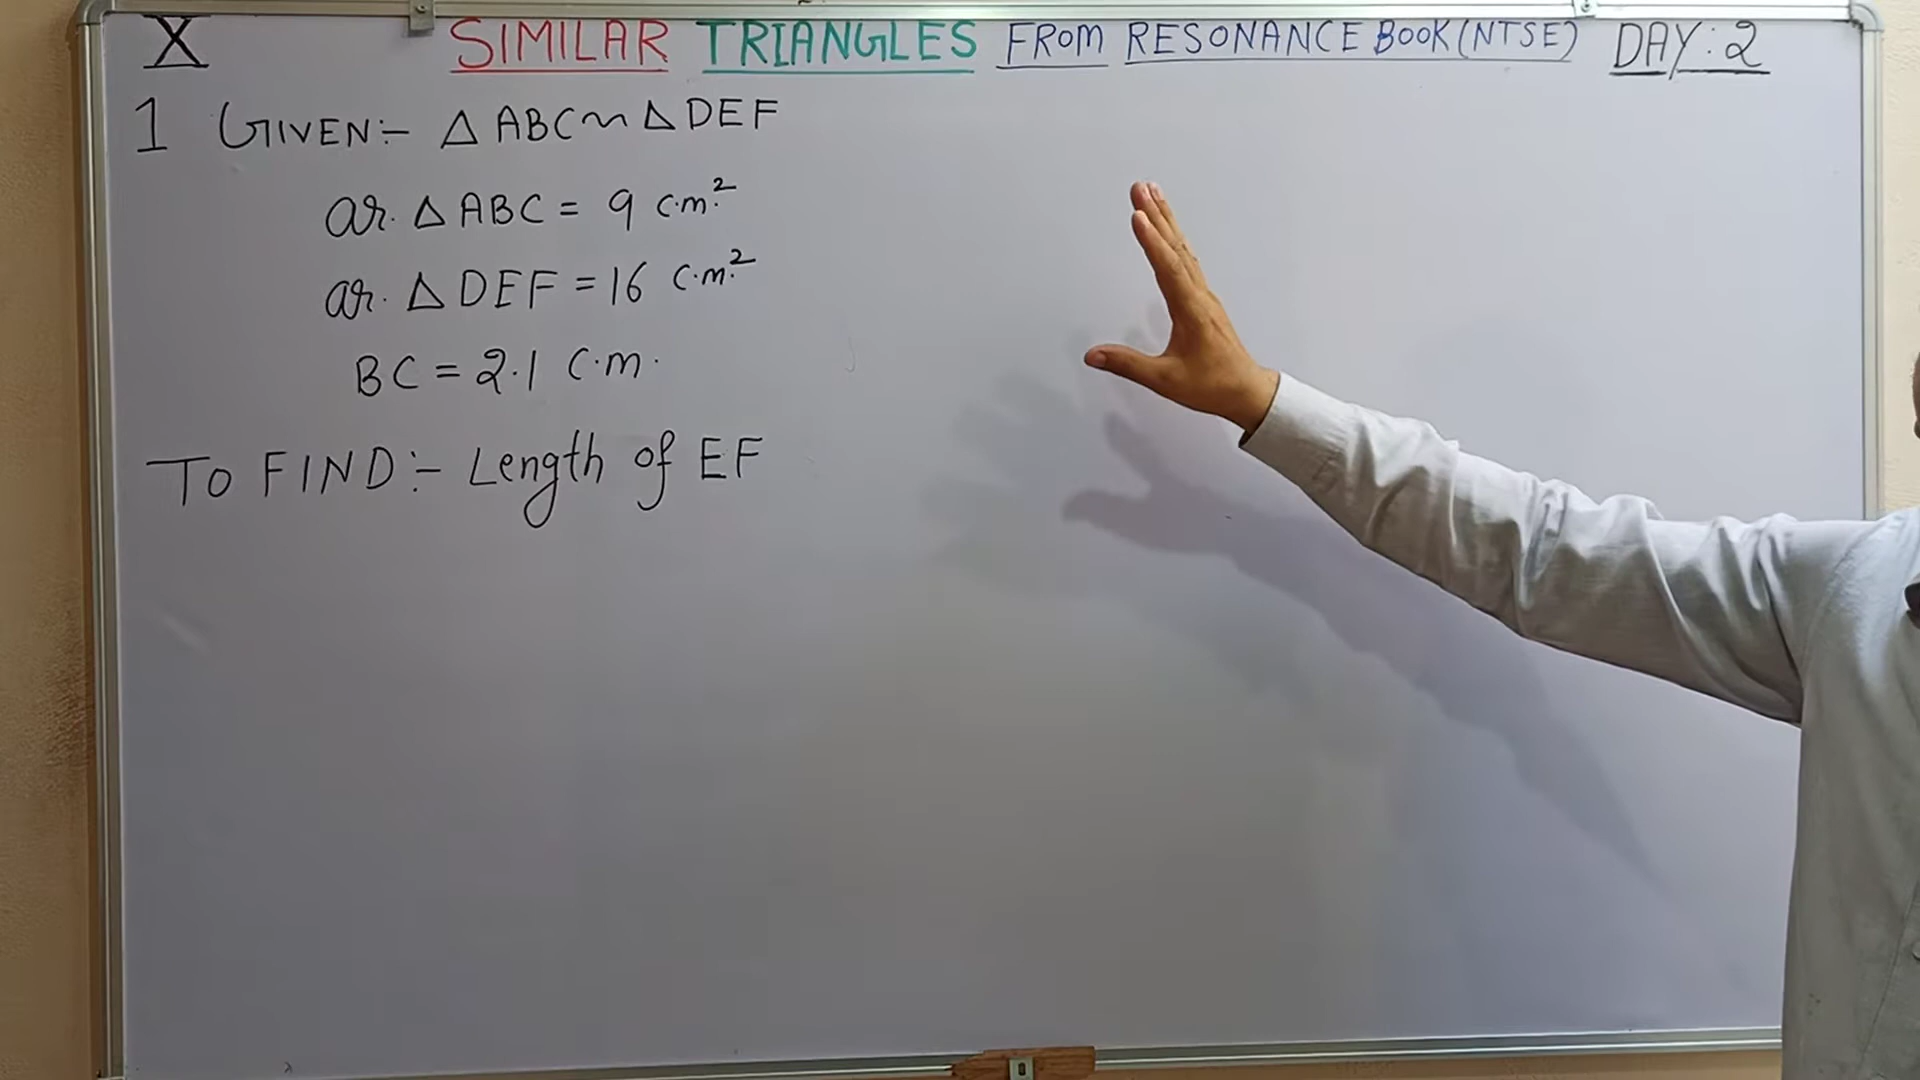 X SIMILAR TRIANGLES FROM RESONANCE BOOK (NTSE) DAY: 2
1 GIVEN:- △ ABC ~ △ DEF
ar. △ ABC = 9 c.m.²
ar. △ DEF = 16 c.m.²
BC = 2.1 c.m.
TO FIND:- Length of EF